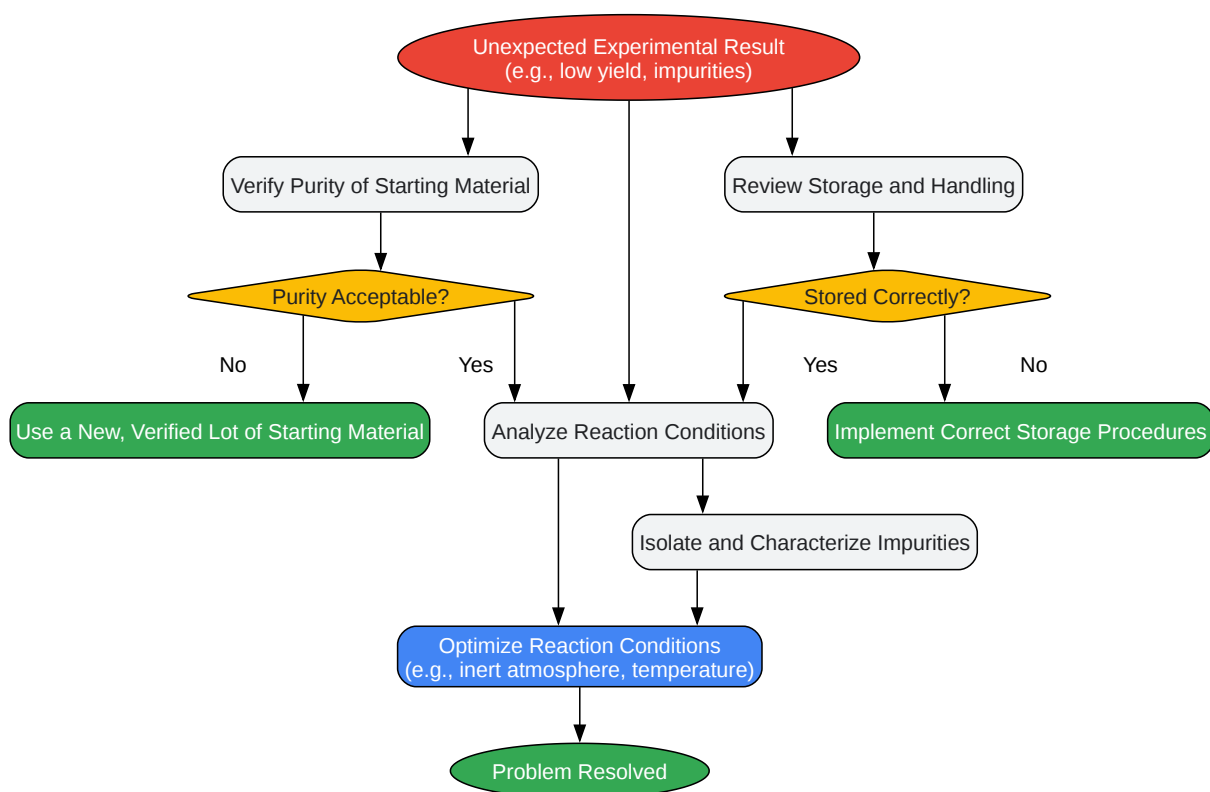 Unexpected Experimental Result
(e.g., low yield, impurities)
Verify Purity of Starting Material
Review Storage and Handling
Purity Acceptable?
Stored Correctly?
No
Yes
Yes
No
Use a New, Verified Lot of Starting Material
Analyze Reaction Conditions
Implement Correct Storage Procedures
Isolate and Characterize Impurities
Optimize Reaction Conditions
(e.g., inert atmosphere, temperature)
Problem Resolved